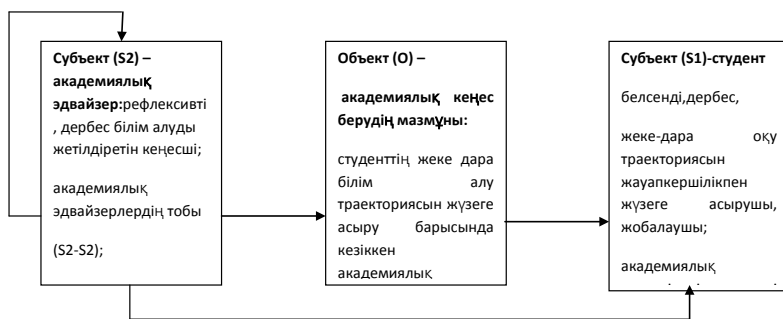 Субъект (S2) –
академиялық
эдвайзер:рефлексивті
, дербес білім алуды
жетілдіретін кеңесші;
академиялық
эдвайзерлердің тобы
(S2-S2);
Объект (О) –
академиялық кеңес
берудің мазмұны:
студенттің жеке дара
білім алу
траекториясын жүзеге
асыру барысында
кезіккен
академиялық
Субъект (S1)-студент
белсенді,дербес,
жеке-дара оқу
траекториясын
жауапкершілікпен
жүзеге асырушы,
жобалаушы;
академиялық